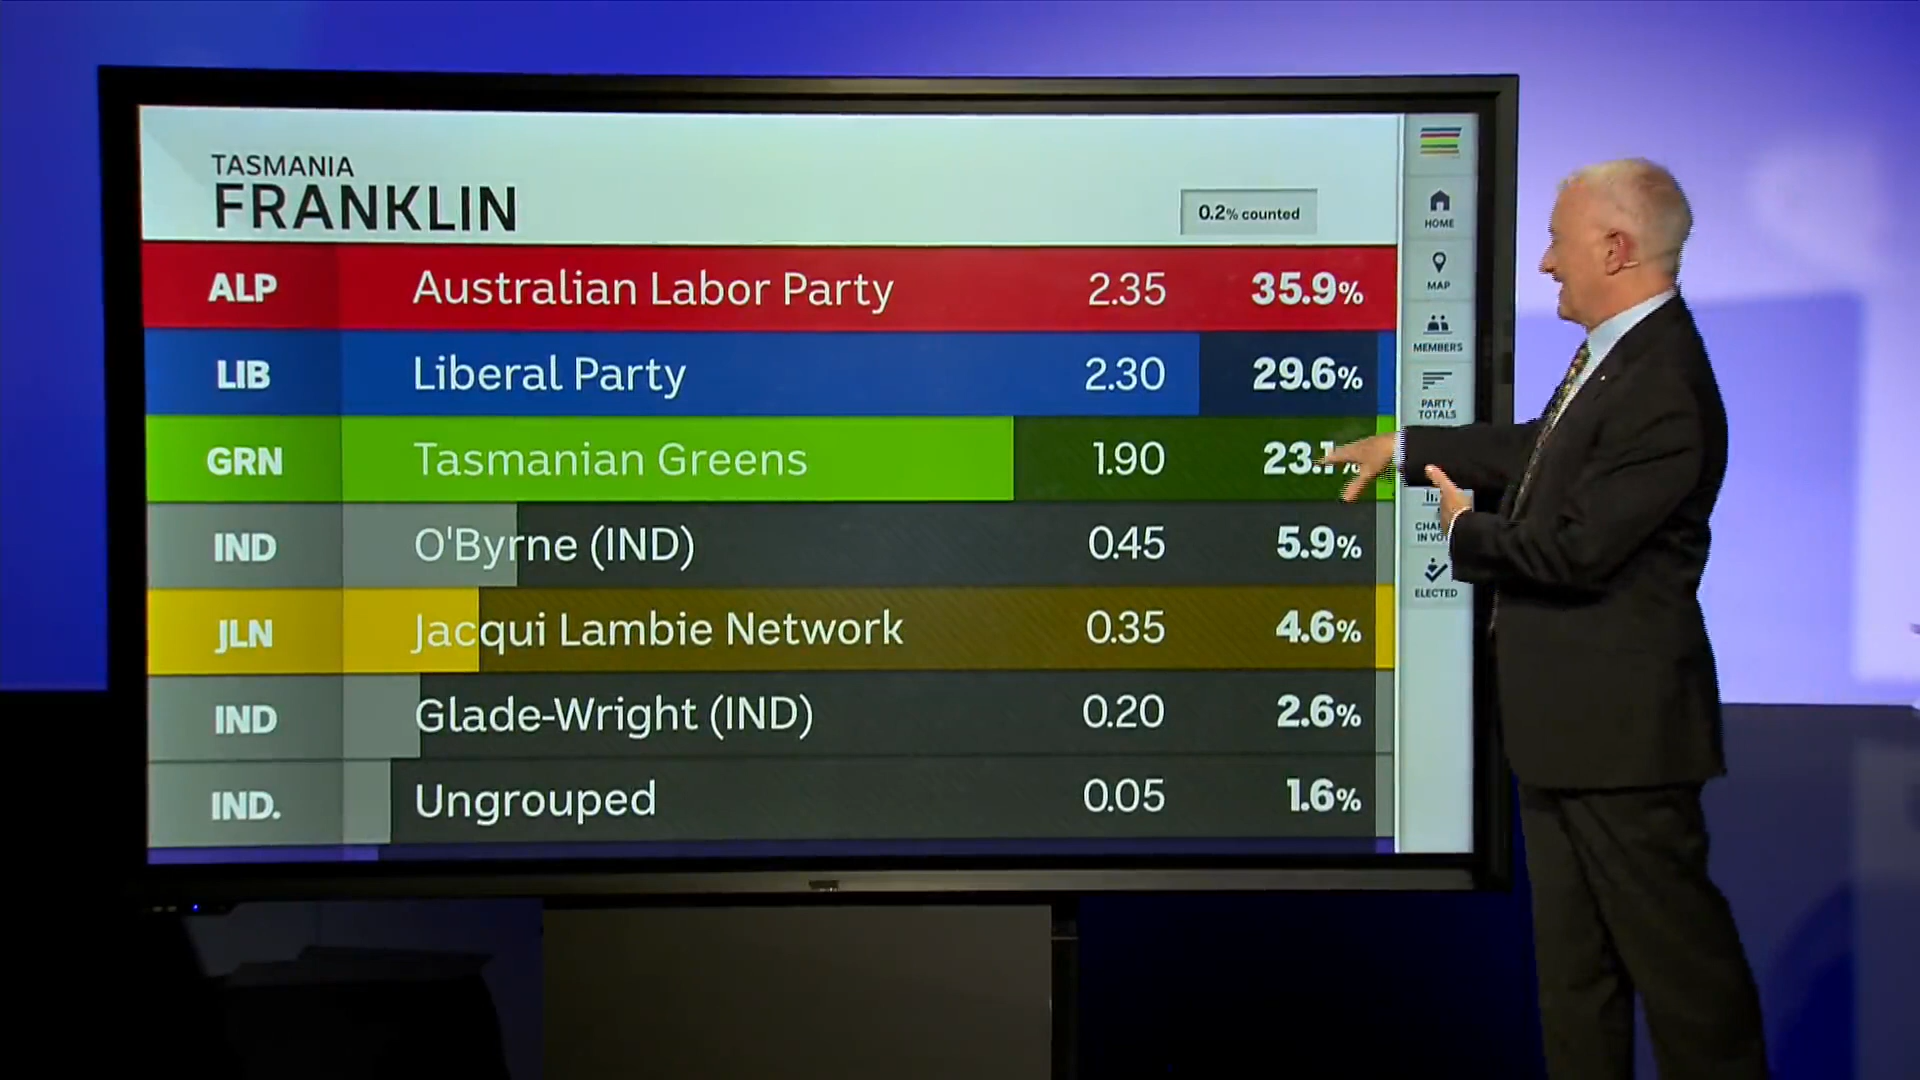 TASMANIA
FRANKLIN
0.2% counted
ALP Australian Labor Party 2.35 35.9%
LIB Liberal Party 2.30 29.6%
GRN Tasmanian Greens 1.90 23.1%
IND O'Byrne (IND) 0.45 5.9%
JLN Jacqui Lambie Network 0.35 4.6%
IND Glade-Wright (IND) 0.20 2.6%
IND. Ungrouped 0.05 1.6%
HOME
MAP
MEMBERS
PARTY
TOTALS
IN
ELECTED